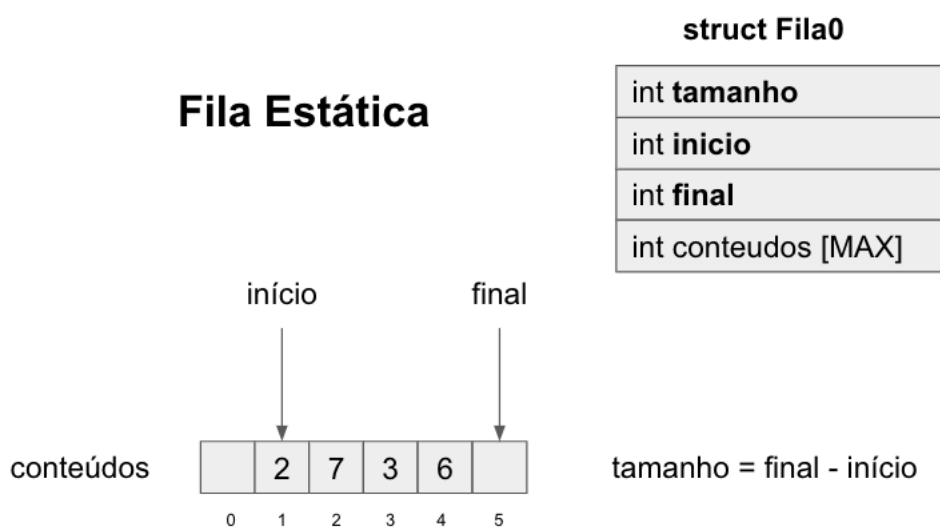 struct Fila0
Fila Estática
int tamanho
int inicio
int final
int conteudos [MAX]
início final
conteúdos 2 7 3 6 tamanho = final - início
0 1 2 3 4 5